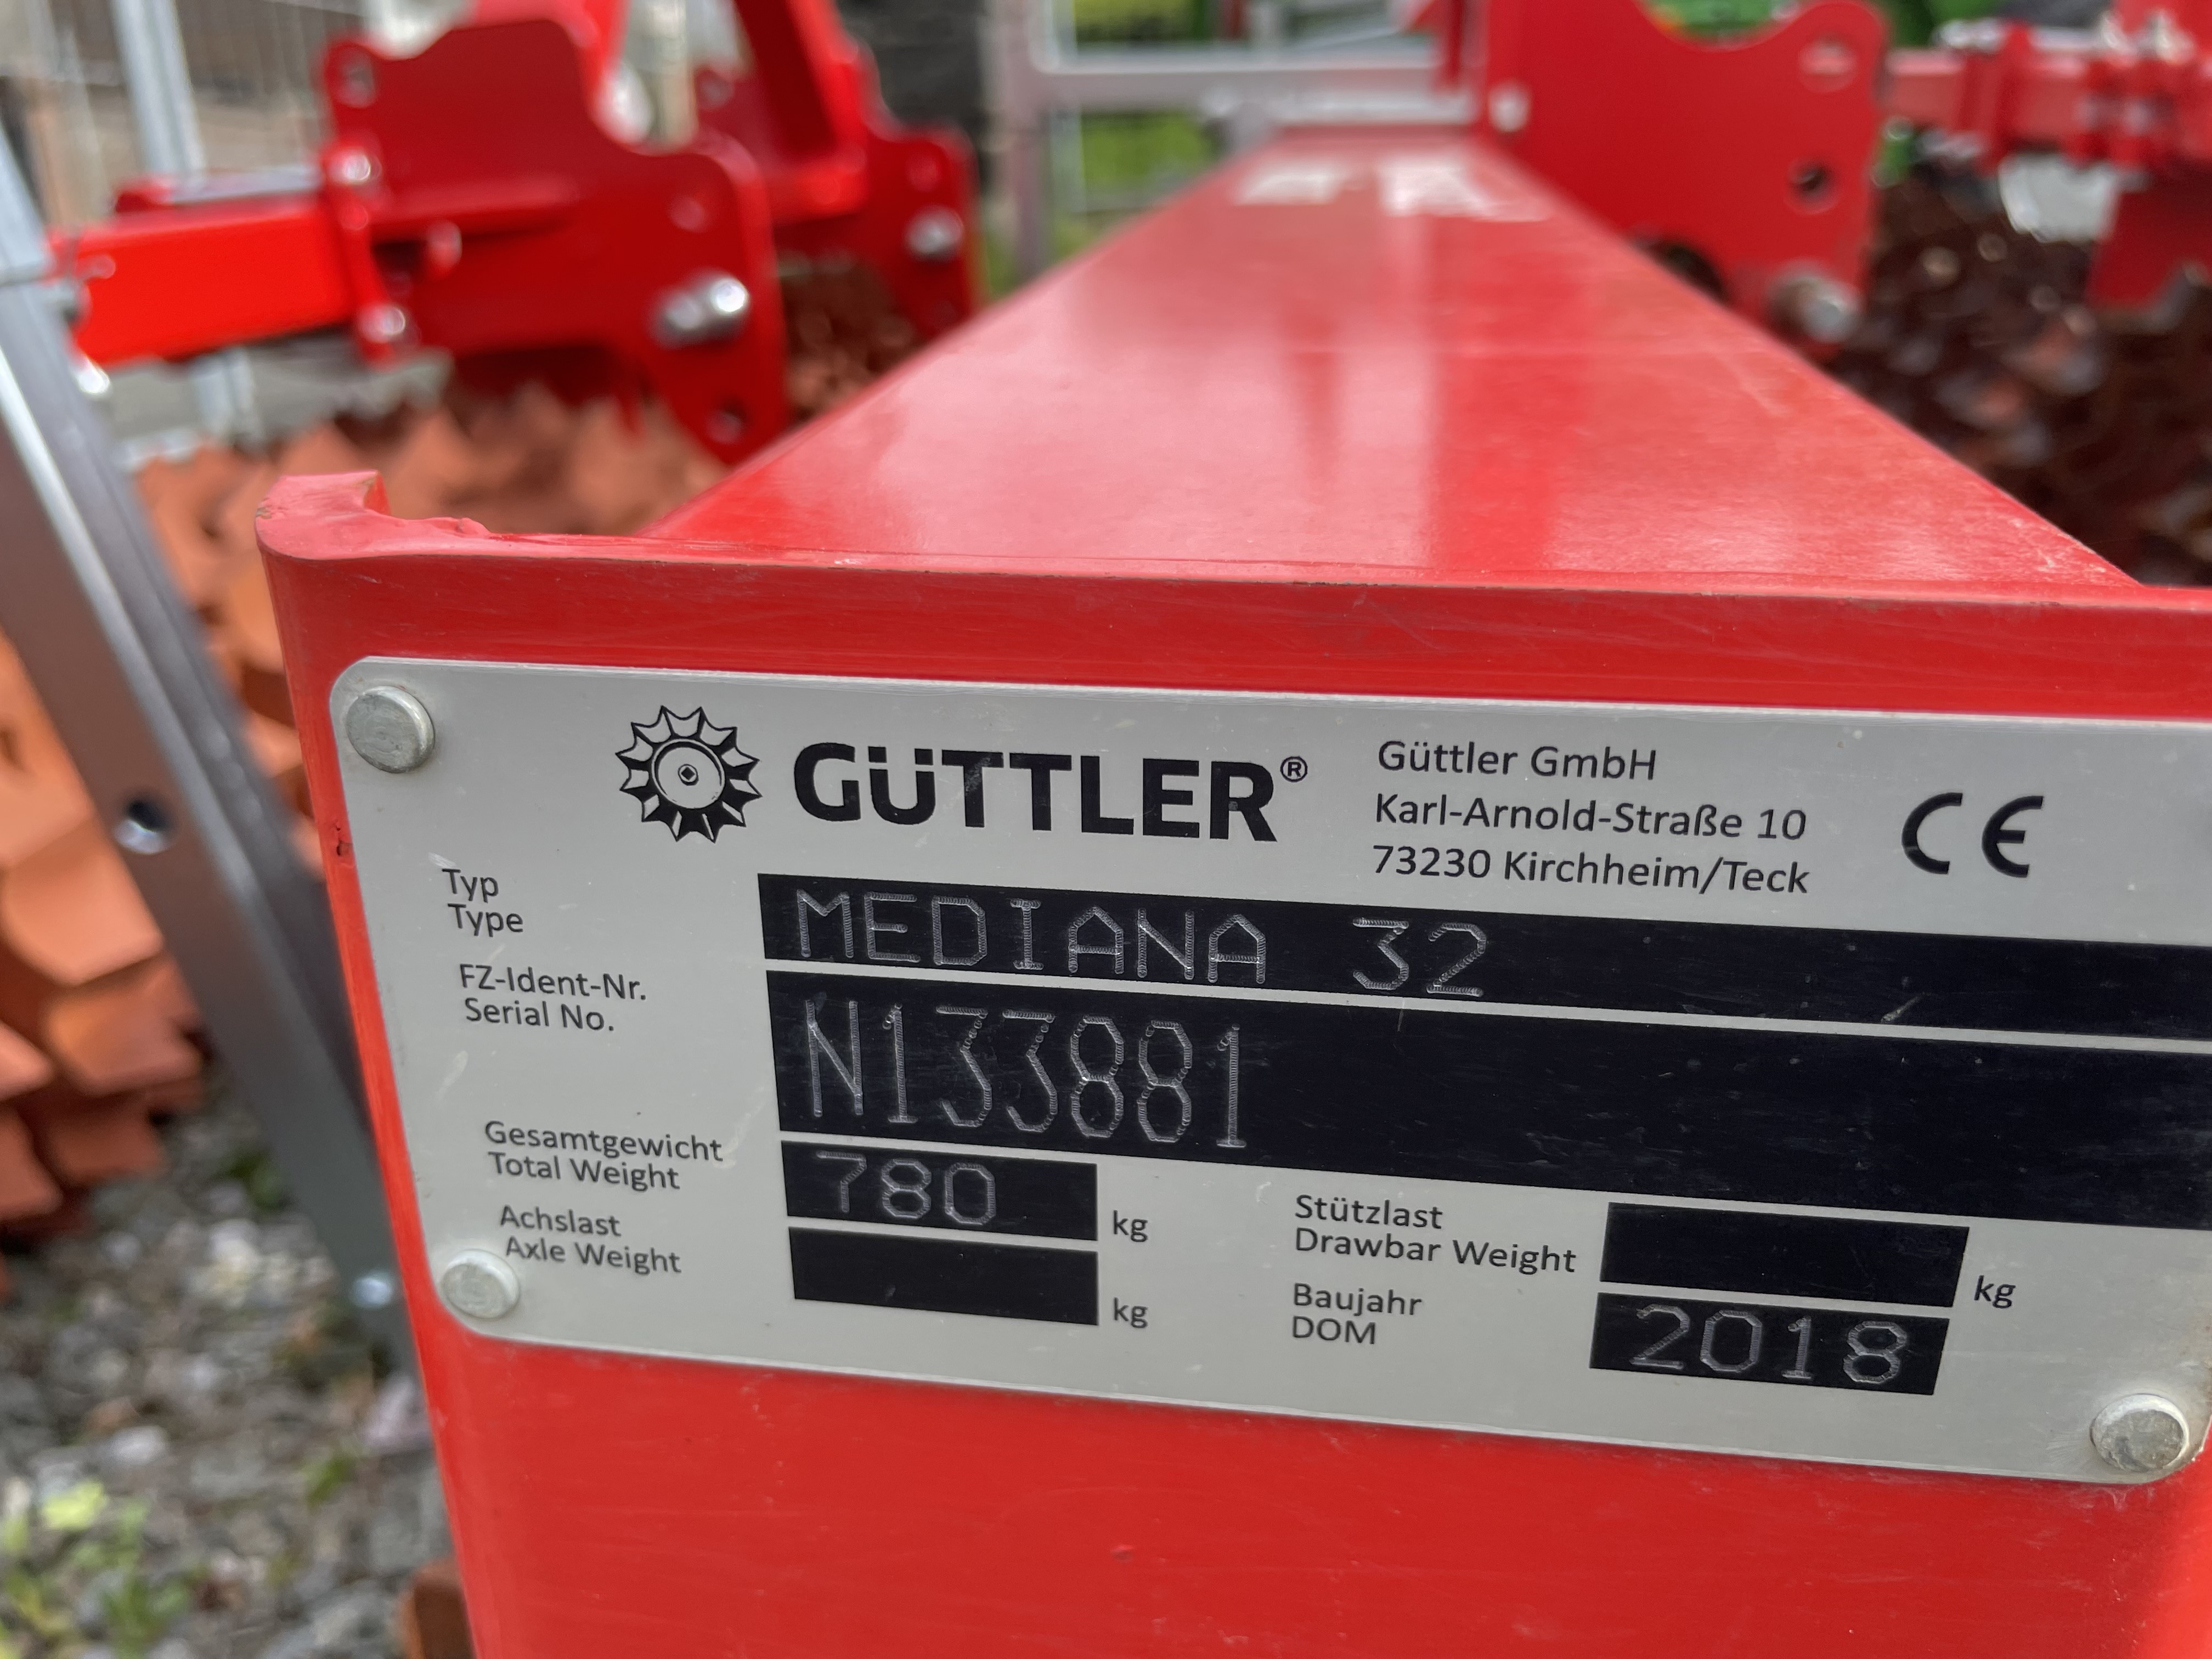 GÜTTLER®
Güttler GmbH
Karl-Arnold-Straße 10
73230 Kirchheim/Teck
CE
Typ
Type
MEDIANA 32
FZ-Ident-Nr.
Serial No.
N133881
Gesamtgewicht
Total Weight
780 kg
Achslast
Axle Weight
kg
Stützlast
Drawbar Weight
kg
Baujahr
DOM
2018